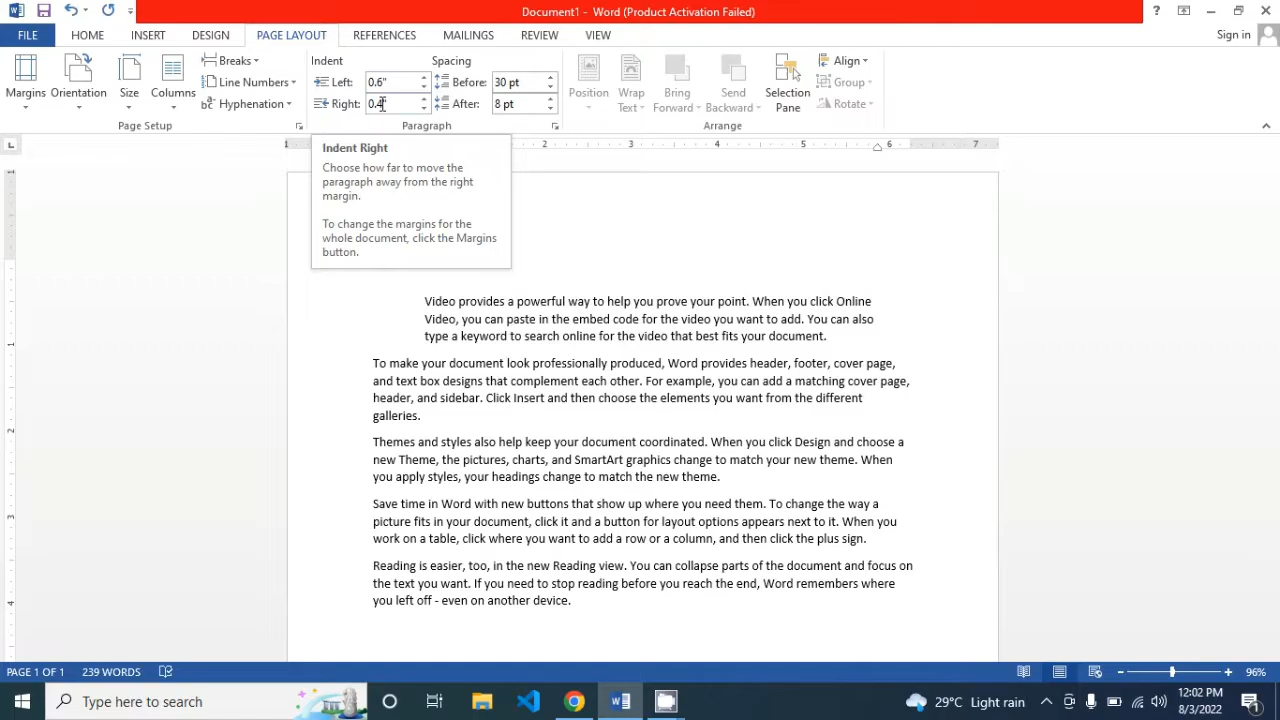 Document1 - Word (Product Activation Failed)
?
FILE HOME INSERT DESIGN PAGE LAYOUT REFERENCES MAILINGS REVIEW VIEW Sign in
Margins Orientation Size Columns
Breaks
Line Numbers
Hyphenation
Page Setup
Indent Spacing
Left: 0.6" Before: 30 pt
Right: After: 8 pt
Paragraph
Position Wrap Text Bring Forward Send Backward Selection Pane
Align
Group
Rotate
Arrange
Indent Right
Choose how far to move the
paragraph away from the right
margin.
To change the margins for the
whole document, click the Margins
button.
1 2 3 4 5 6 7
1
1
2
3
4
Video provides a powerful way to help you prove your point. When you click Online
Video, you can paste in the embed code for the video you want to add. You can also
type a keyword to search online for the video that best fits your document.
To make your document look professionally produced, Word provides header, footer, cover page,
and text box designs that complement each other. For example, you can add a matching cover page,
header, and sidebar. Click Insert and then choose the elements you want from the different
galleries.
Themes and styles also help keep your document coordinated. When you click Design and choose a
new Theme, the pictures, charts, and SmartArt graphics change to match your new theme. When
you apply styles, your headings change to match the new theme.
Save time in Word with new buttons that show up where you need them. To change the way a
picture fits in your document, click it and a button for layout options appears next to it. When you
work on a table, click where you want to add a row or a column, and then click the plus sign.
Reading is easier, too, in the new Reading view. You can collapse parts of the document and focus on
the text you want. If you need to stop reading before you reach the end, Word remembers where
you left off - even on another device.
PAGE 1 OF 1 239 WORDS 96%
Type here to search
29°C Light rain
12:02 PM
8/3/2022
1